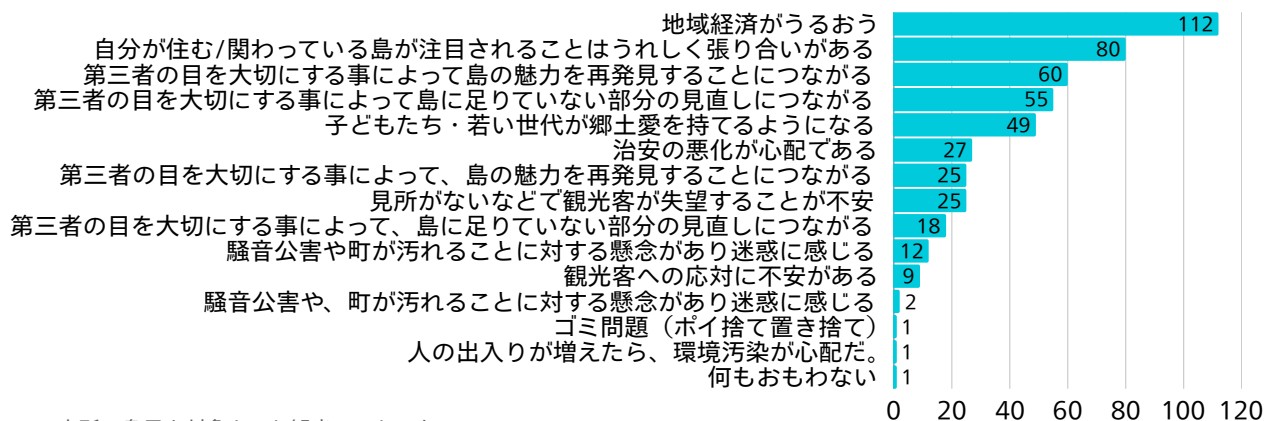 地域経済がうるおう 112
自分が住む/関わっている島が注目されることはうれしく張り合いがある 80
第三者の目を大切にする事によって島の魅力を再発見することにつながる 60
第三者の目を大切にする事によって島に足りていない部分の見直しにつながる 55
子どもたち・若い世代が郷土愛を持てるようになる 49
治安の悪化が心配である 27
第三者の目を大切にする事によって、島の魅力を再発見することにつながる 25
見所がないなどで観光客が失望することが不安 25
第三者の目を大切にする事によって、島に足りていない部分の見直しにつながる 18
騒音公害や町が汚れることに対する懸念があり迷惑に感じる 12
観光客への応対に不安がある 9
騒音公害や、町が汚れることに対する懸念があり迷惑に感じる 2
ゴミ問題（ポイ捨て置き捨て） 1
人の出入りが増えたら、環境汚染が心配だ。 1
何もおもわない 1
0 20 40 60 80 100 120